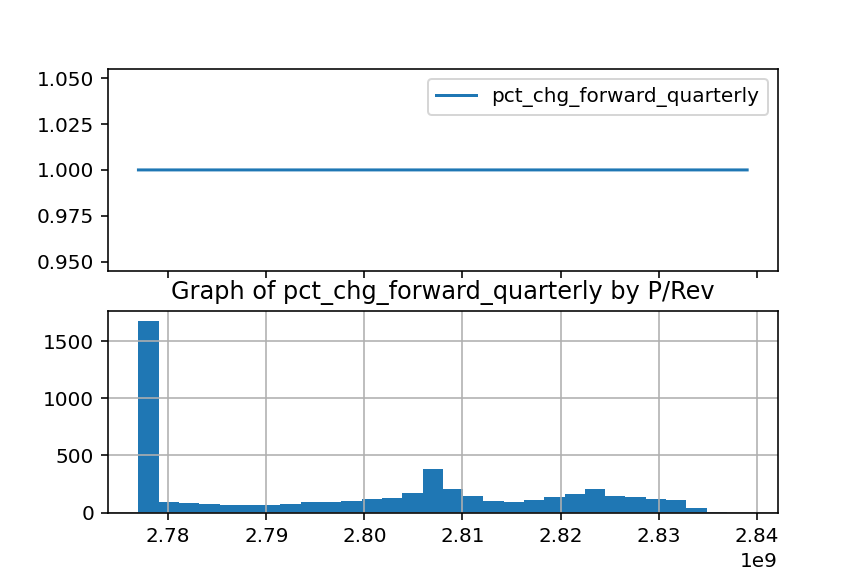 1.050
pct_chg_forward_quarterly
1.025
1.000
0.975
0.950
Graph of pct_chg_forward_quarterly by P/Rev
1500
1000
500
0
2.78 2.79 2.80 2.81 2.82 2.83 2.84
1e9